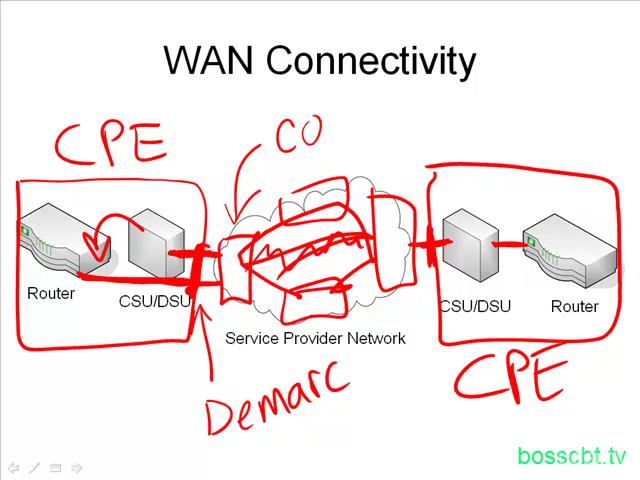 WAN Connectivity
CPE
CO
Router
CSU/DSU
CSU/DSU
Router
Service Provider Network
Demarc
CPE
bosscbt.tv